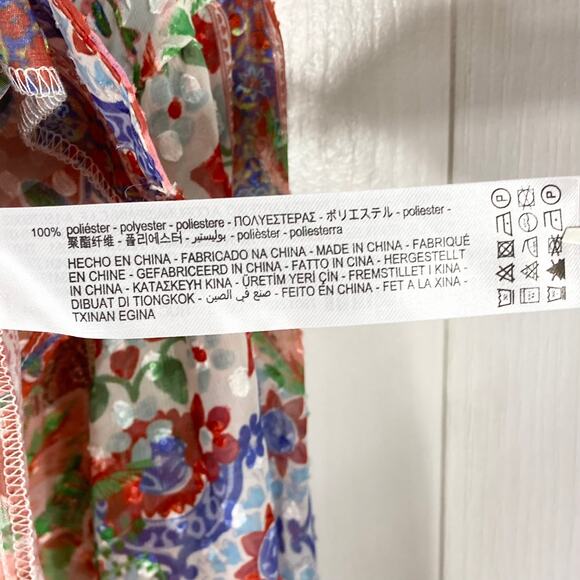 100% poliéster - polyester - poliestere - ΠΟΛΥΕΣΤΕΡΑΣ - ポリエステル - poliester -
聚酯纤维 - 폴리에스터 - بوليستير - polièster - poliesterra
HECHO EN CHINA - FABRICADO NA CHINA - MADE IN CHINA - FABRIQUÉ
EN CHINE - GEFABRICEERD IN CHINA - FATTO IN CINA - HERGESTELLT
IN CHINA - ΚΑΤΑΣΚΕΥΗ ΚΙΝΑ - ÜRETİM YERİ ÇIN - FREMSTILLET I KINA -
DIBUAT DI TIONGKOK - صنع في الصين - FEITO EN CHINA - FET A LA XINA -
TXINAN EGINA
P
P